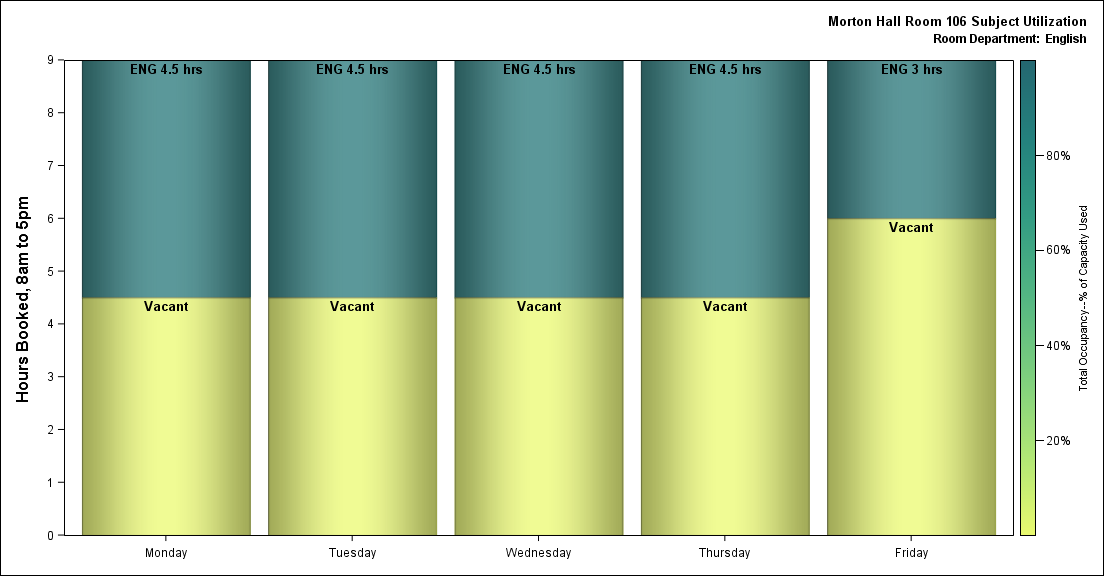 Morton Hall Room 106 Subject Utilization
Room Department: English
Hours Booked, 8am to 5pm
9
8
7
6
5
4
3
2
1
0
ENG 4.5 hrs
ENG 4.5 hrs
ENG 4.5 hrs
ENG 4.5 hrs
ENG 3 hrs
Vacant
Vacant
Vacant
Vacant
Vacant
Monday
Tuesday
Wednesday
Thursday
Friday
80%
60%
40%
20%
Total Occupancy--% of Capacity Used